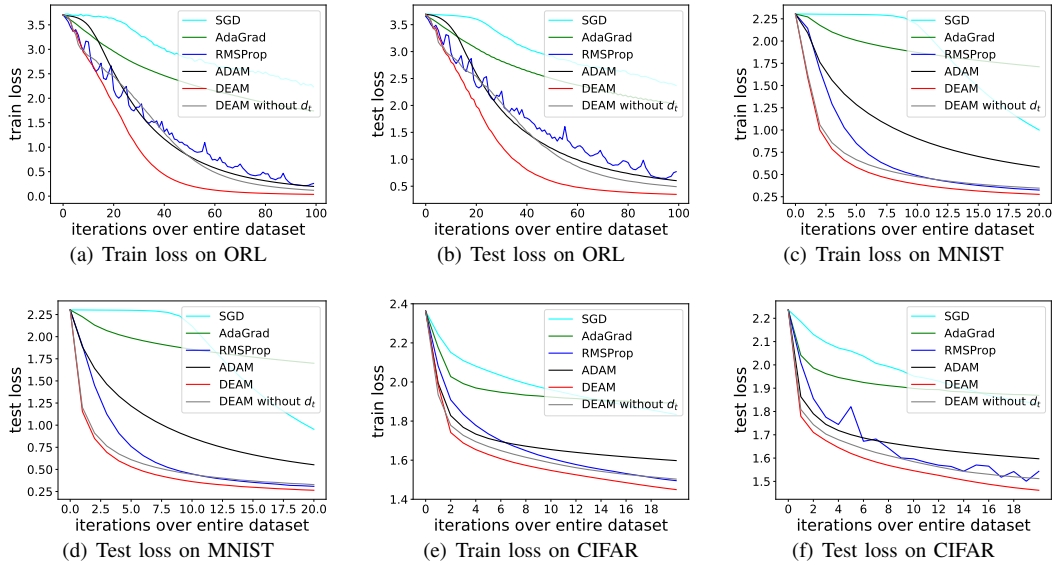 3.5
3.0
2.5
2.0
1.5
1.0
0.5
0.0
train loss
0 20 40 60 80 100
iterations over entire dataset
SGD
AdaGrad
RMSProp
ADAM
DEAM
DEAM without d_t
(a) Train loss on ORL
3.5
3.0
2.5
2.0
1.5
1.0
0.5
test loss
0 20 40 60 80 100
iterations over entire dataset
SGD
AdaGrad
RMSProp
ADAM
DEAM
DEAM without d_t
(b) Test loss on ORL
2.25
2.00
1.75
1.50
1.25
1.00
0.75
0.50
0.25
train loss
0.0 2.5 5.0 7.5 10.0 12.5 15.0 17.5 20.0
iterations over entire dataset
SGD
AdaGrad
RMSProp
ADAM
DEAM
DEAM without d_t
(c) Train loss on MNIST
2.25
2.00
1.75
1.50
1.25
1.00
0.75
0.50
0.25
test loss
0.0 2.5 5.0 7.5 10.0 12.5 15.0 17.5 20.0
iterations over entire dataset
SGD
AdaGrad
RMSProp
ADAM
DEAM
DEAM without d_t
(d) Test loss on MNIST
2.4
2.2
2.0
1.8
1.6
1.4
train loss
0 2 4 6 8 10 12 14 16 18
iterations over entire dataset
SGD
AdaGrad
RMSProp
ADAM
DEAM
DEAM without d_t
(e) Train loss on CIFAR
2.2
2.1
2.0
1.9
1.8
1.7
1.6
1.5
test loss
0 2 4 6 8 10 12 14 16 18
iterations over entire dataset
SGD
AdaGrad
RMSProp
ADAM
DEAM
DEAM without d_t
(f) Test loss on CIFAR